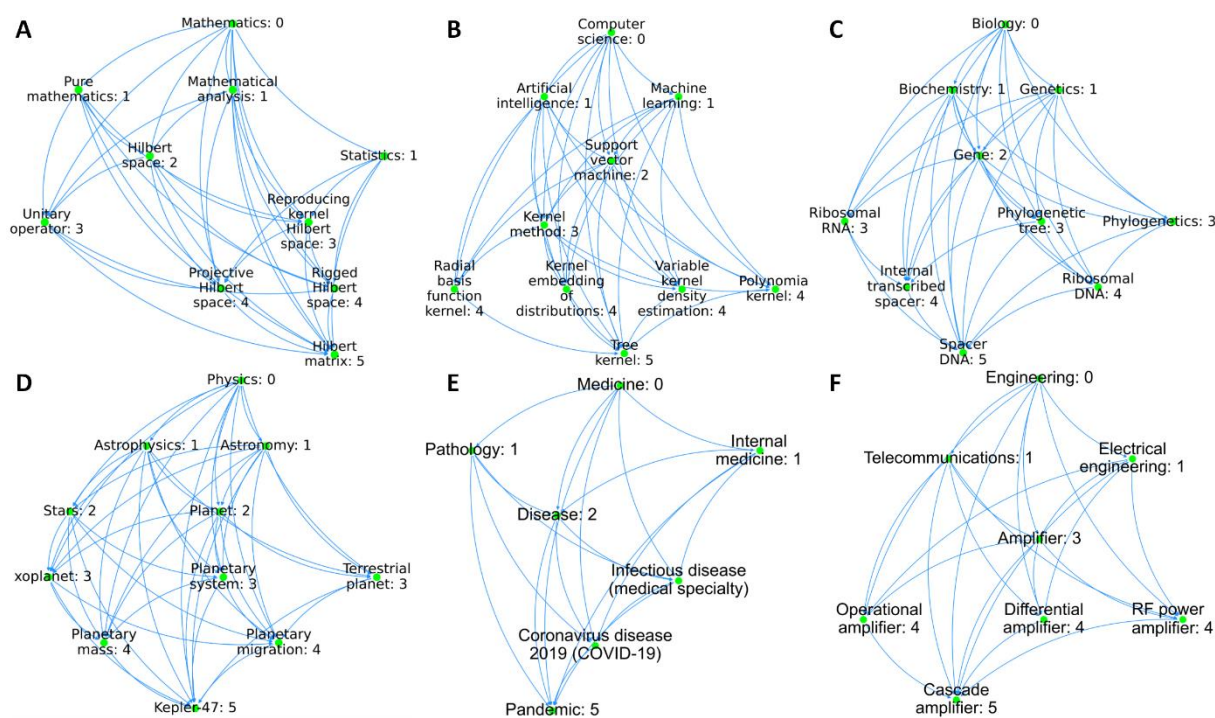 A
Mathematics: 0
Pure
mathematics: 1
Mathematical
analysis: 1
Hilbert
space: 2
Statistics: 1
Unitary
operator: 3
Reproducing
kernel
Hilbert
space: 3
Projective
Hilbert
space: 4
Rigged
Hilbert
space: 4
Hilbert
matrix: 5
B
Computer
science: 0
Artificial
intelligence: 1
Machine
learning: 1
Support
vector
machine: 2
Kernel
method: 3
Radial
basis
function
kernel: 4
Kernel
embedding
of
distributions: 4
Variable
kernel
density
estimation: 4
Polynomia
kernel: 4
Tree
kernel: 5
C
Biology: 0
Biochemistry: 1
Genetics: 1
Gene: 2
Ribosomal
RNA: 3
Phylogenetic
tree: 3
Phylogenetics: 3
Internal
transcribed
spacer: 4
Ribosomal
DNA: 4
Spacer
DNA: 5
D
Physics: 0
Astrophysics: 1
Astronomy: 1
Stars: 2
Planet: 2
xoplanet: 3
Planetary
system: 3
Terrestrial
planet: 3
Planetary
mass: 4
Planetary
migration: 4
Kepler-47: 5
E
Medicine: 0
Pathology: 1
Internal
medicine: 1
Disease: 2
Infectious disease
(medical specialty)
Coronavirus disease
2019 (COVID-19)
Pandemic: 5
F
Engineering: 0
Telecommunications: 1
Electrical
engineering: 1
Amplifier: 3
Operational
amplifier: 4
Differential
amplifier: 4
RF power
amplifier: 4
Cascade
amplifier: 5